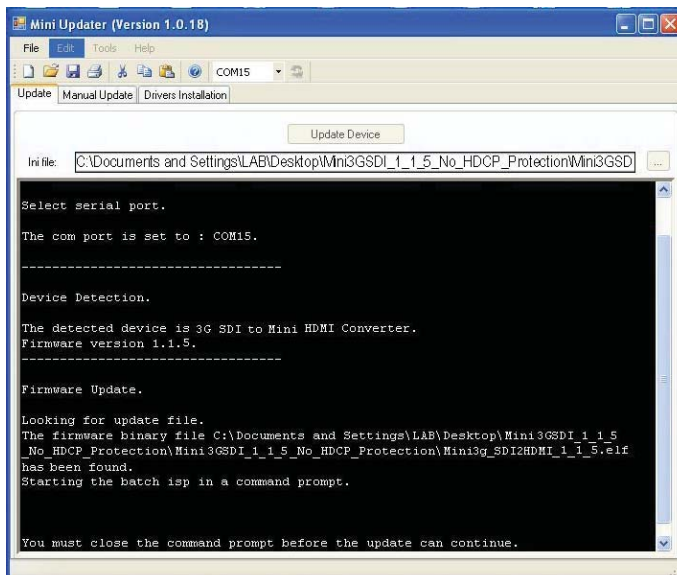 Mini Updater (Version 1.0.18)
File Edit Tools Help
COM15
Update Manual Update Drivers Installation
Update Device
Ini file: C:\Documents and Settings\LAB\Desktop\Mini3GSDI_1_1_5_No_HDCP_Protection\Mini3GSD ...
Select serial port.
The com port is set to : COM15.
----------------------------------
Device Detection.
The detected device is 3G SDI to Mini HDMI Converter.
Firmware version 1.1.5.
----------------------------------
Firmware Update.
Looking for update file.
The firmware binary file C:\Documents and Settings\LAB\Desktop\Mini3GSDI_1_1_5
_No_HDCP_Protection\Mini3GSDI_1_1_5_No_HDCP_Protection\Mini3g_SDI2HDMI_1_1_5.elf
has been found.
Starting the batch isp in a command prompt.
You must close the command prompt before the update can continue.